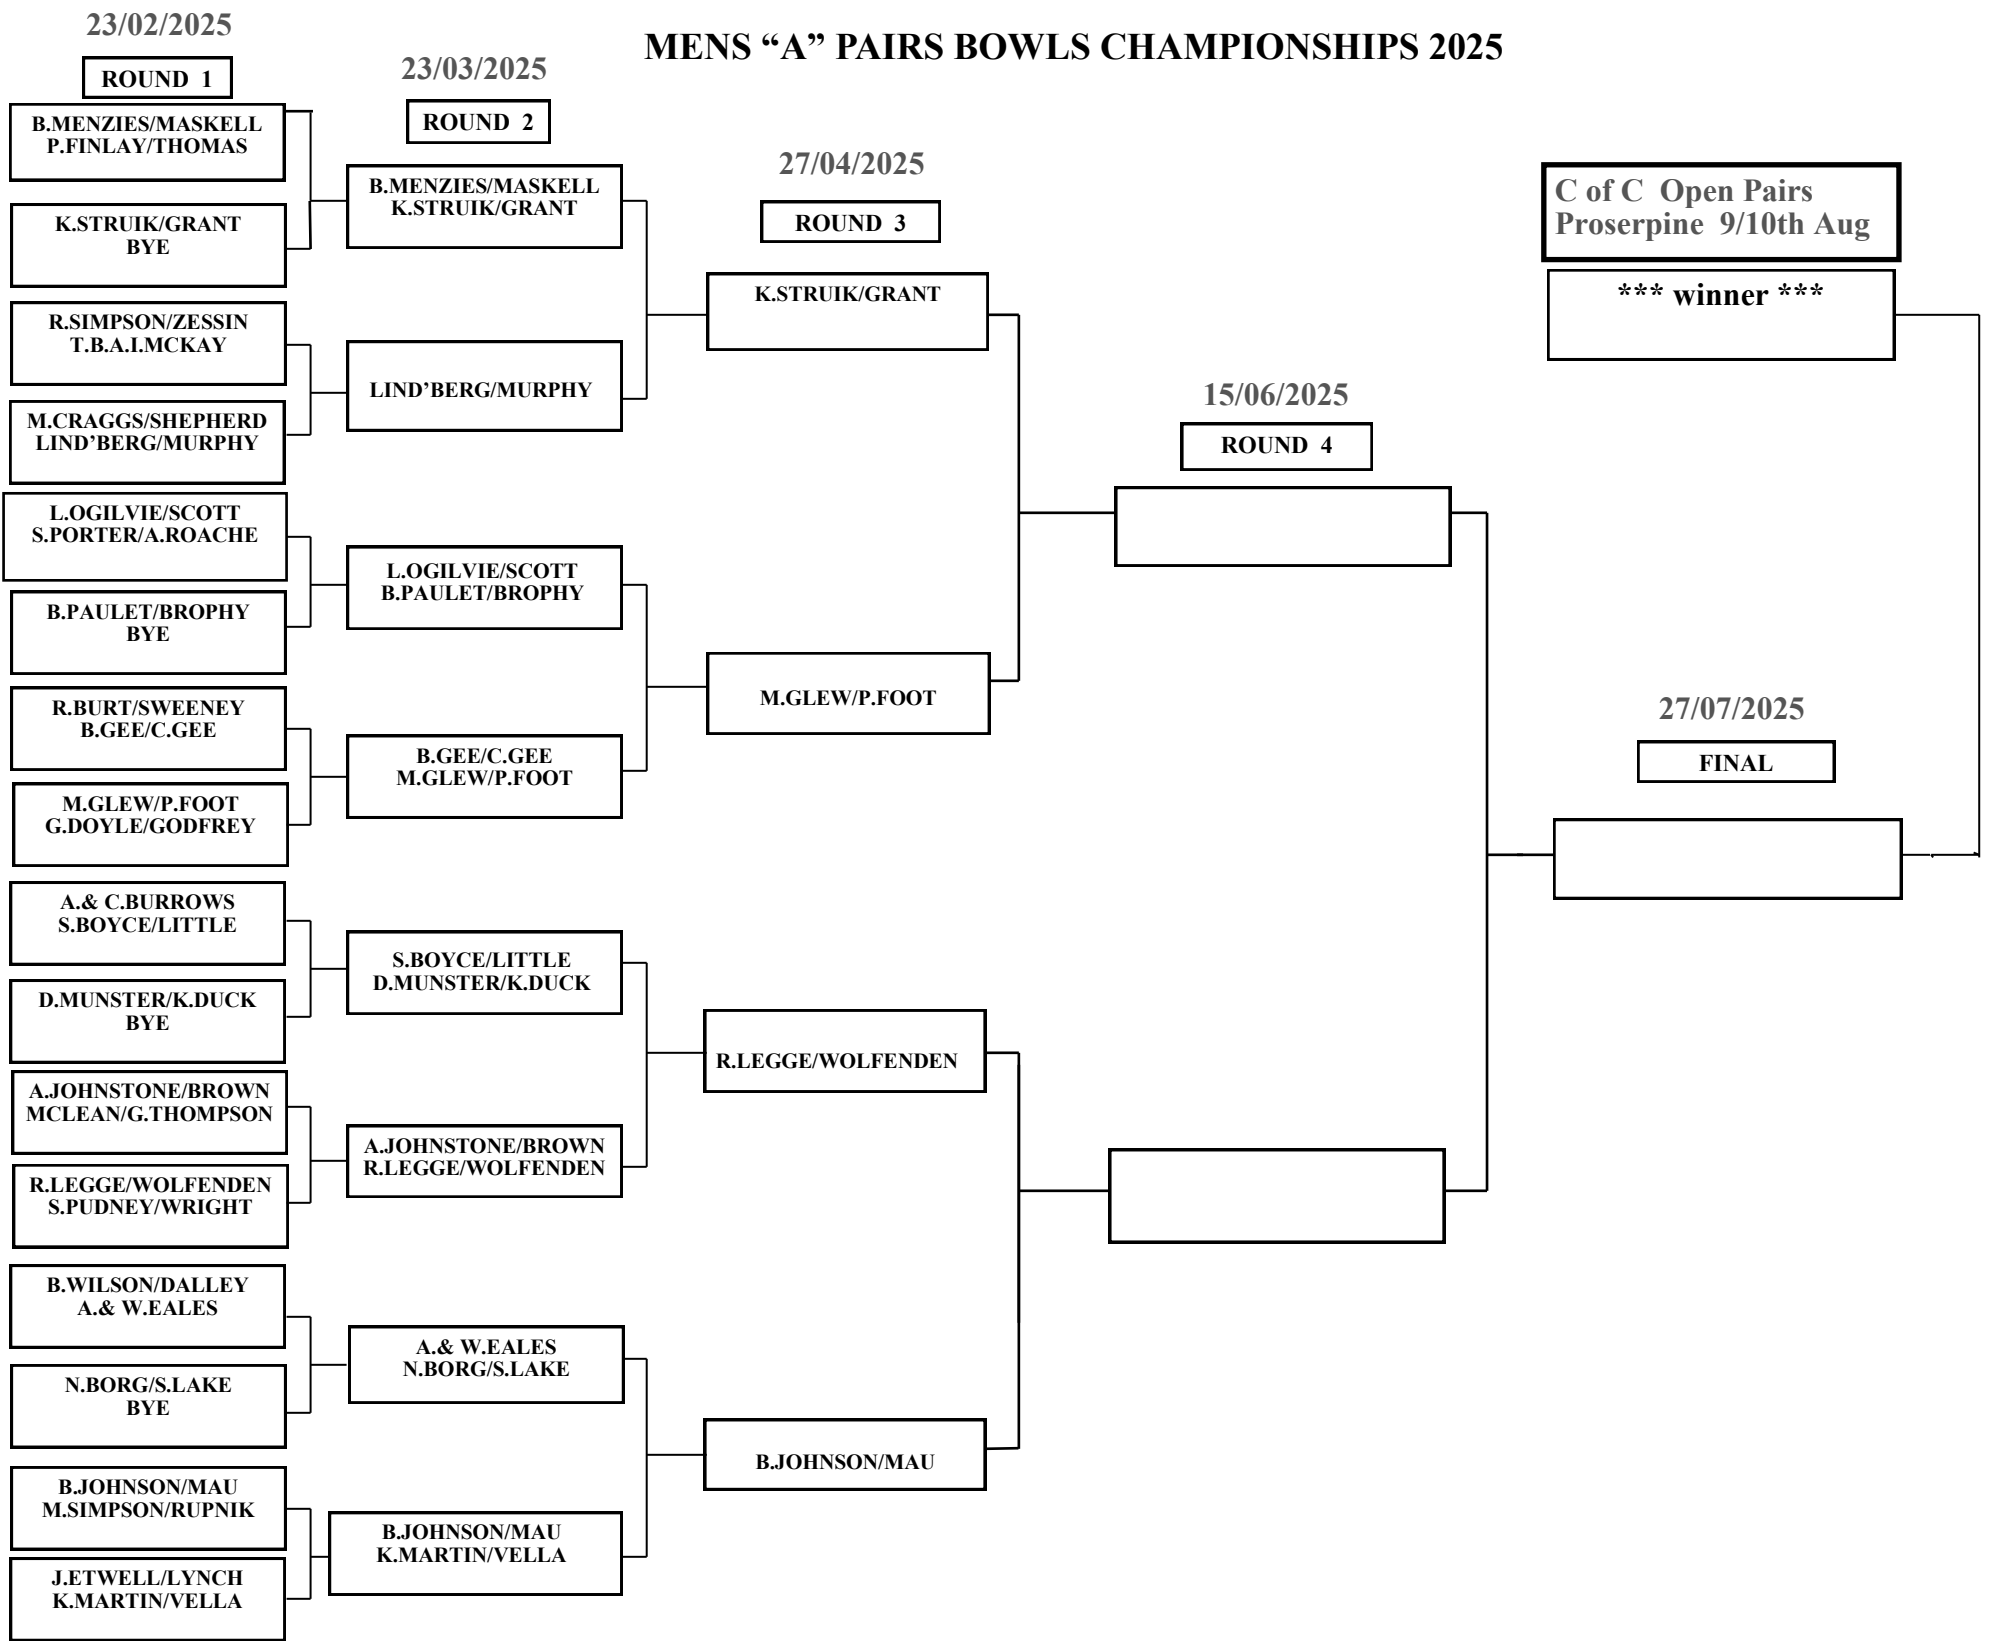 MENS “A” PAIRS BOWLS CHAMPIONSHIPS 2025
23/02/2025
ROUND 1
B.MENZIES/MASKELL
P.FINLAY/THOMAS
K.STRUIK/GRANT
BYE
R.SIMPSON/ZESSIN
T.B.A.I.MCKAY
M.CRAGGS/SHEPHERD
LIND’BERG/MURPHY
L.OGILVIE/SCOTT
S.PORTER/A.ROACHE
B.PAULET/BROPHY
BYE
R.BURT/SWEENEY
B.GEE/C.GEE
M.GLEW/P.FOOT
G.DOYLE/GODFREY
A.& C.BURROWS
S.BOYCE/LITTLE
D.MUNSTER/K.DUCK
BYE
A.JOHNSTONE/BROWN
MCLEAN/G.THOMPSON
R.LEGGE/WOLFENDEN
S.PUDNEY/WRIGHT
B.WILSON/DALLEY
A.& W.EALES
N.BORG/S.LAKE
BYE
B.JOHNSON/MAU
M.SIMPSON/RUPNIK
J.ETWELL/LYNCH
K.MARTIN/VELLA
23/03/2025
ROUND 2
B.MENZIES/MASKELL
K.STRUIK/GRANT
LIND’BERG/MURPHY
L.OGILVIE/SCOTT
B.PAULET/BROPHY
B.GEE/C.GEE
M.GLEW/P.FOOT
S.BOYCE/LITTLE
D.MUNSTER/K.DUCK
A.JOHNSTONE/BROWN
R.LEGGE/WOLFENDEN
A.& W.EALES
N.BORG/S.LAKE
B.JOHNSON/MAU
K.MARTIN/VELLA
27/04/2025
ROUND 3
K.STRUIK/GRANT
M.GLEW/P.FOOT
R.LEGGE/WOLFENDEN
B.JOHNSON/MAU
15/06/2025
ROUND 4
27/07/2025
FINAL
C of C Open Pairs
Proserpine 9/10th Aug
*** winner ***